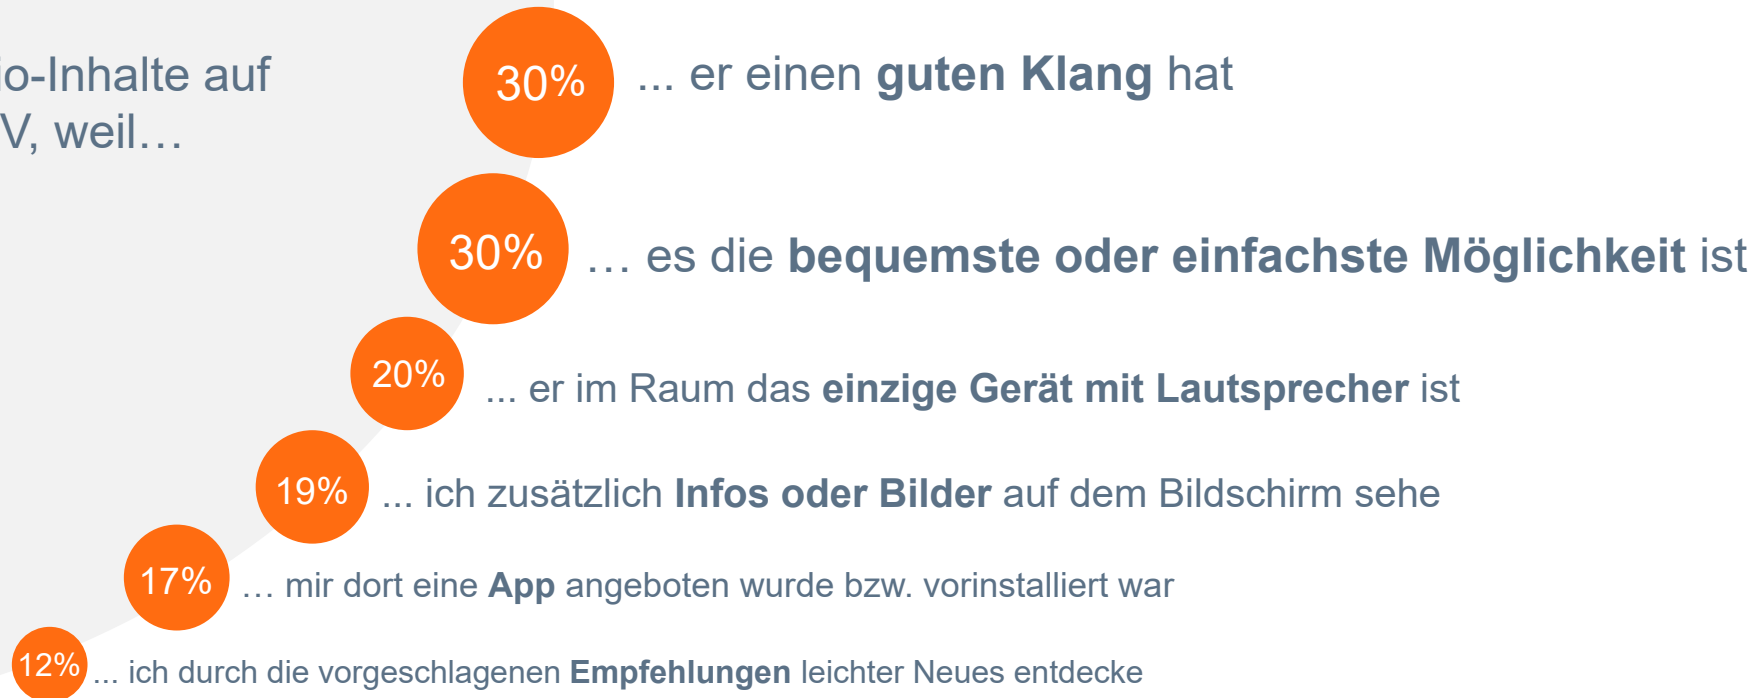 io-Inhalte auf
V, weil…
30% ... er einen guten Klang hat
30% … es die bequemste oder einfachste Möglichkeit ist
20% ... er im Raum das einzige Gerät mit Lautsprecher ist
19% ... ich zusätzlich Infos oder Bilder auf dem Bildschirm sehe
17% … mir dort eine App angeboten wurde bzw. vorinstalliert war
12% ... ich durch die vorgeschlagenen Empfehlungen leichter Neues entdecke